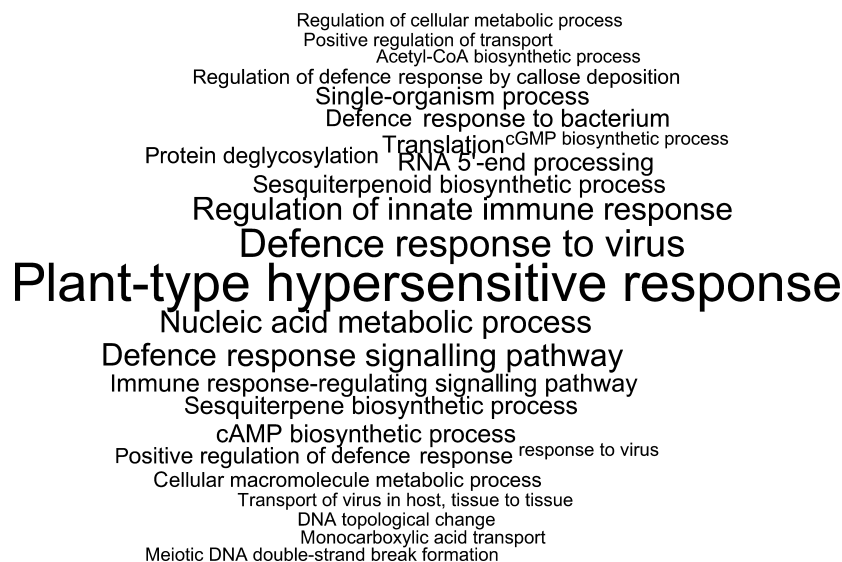 Regulation of cellular metabolic process
Positive regulation of transport
Acetyl-CoA biosynthetic process
Regulation of defence response by callose deposition
Single-organism process
Defence response to bacterium
Translation
cGMP biosynthetic process
Protein deglycosylation
RNA 5'-end processing
Sesquiterpenoid biosynthetic process
Regulation of innate immune response
Defence response to virus
Plant-type hypersensitive response
Nucleic acid metabolic process
Defence response signalling pathway
Immune response-regulating signalling pathway
Sesquiterpene biosynthetic process
cAMP biosynthetic process
Positive regulation of defence response
response to virus
Cellular macromolecule metabolic process
Transport of virus in host, tissue to tissue
DNA topological change
Monocarboxylic acid transport
Meiotic DNA double-strand break formation